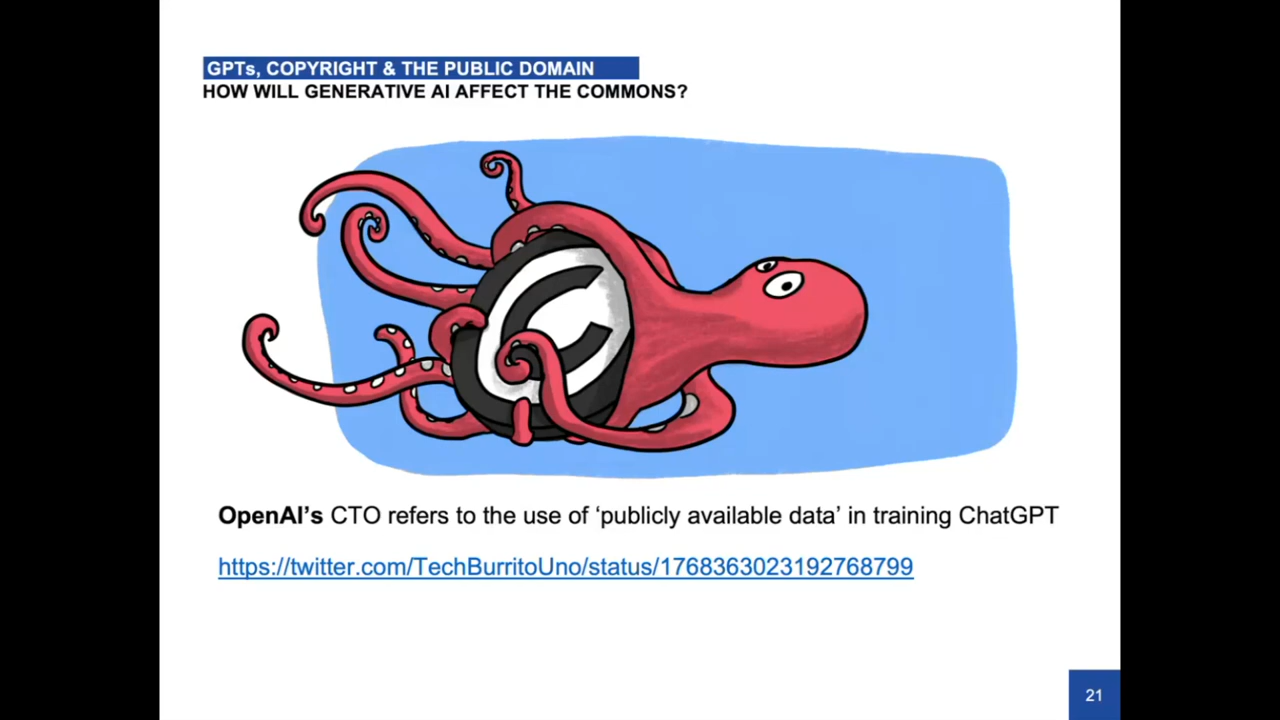 GPTs, COPYRIGHT & THE PUBLIC DOMAIN
HOW WILL GENERATIVE AI AFFECT THE COMMONS?
OpenAI’s CTO refers to the use of ‘publicly available data’ in training ChatGPT
https://twitter.com/TechBurritoUno/status/1768363023192768799
21